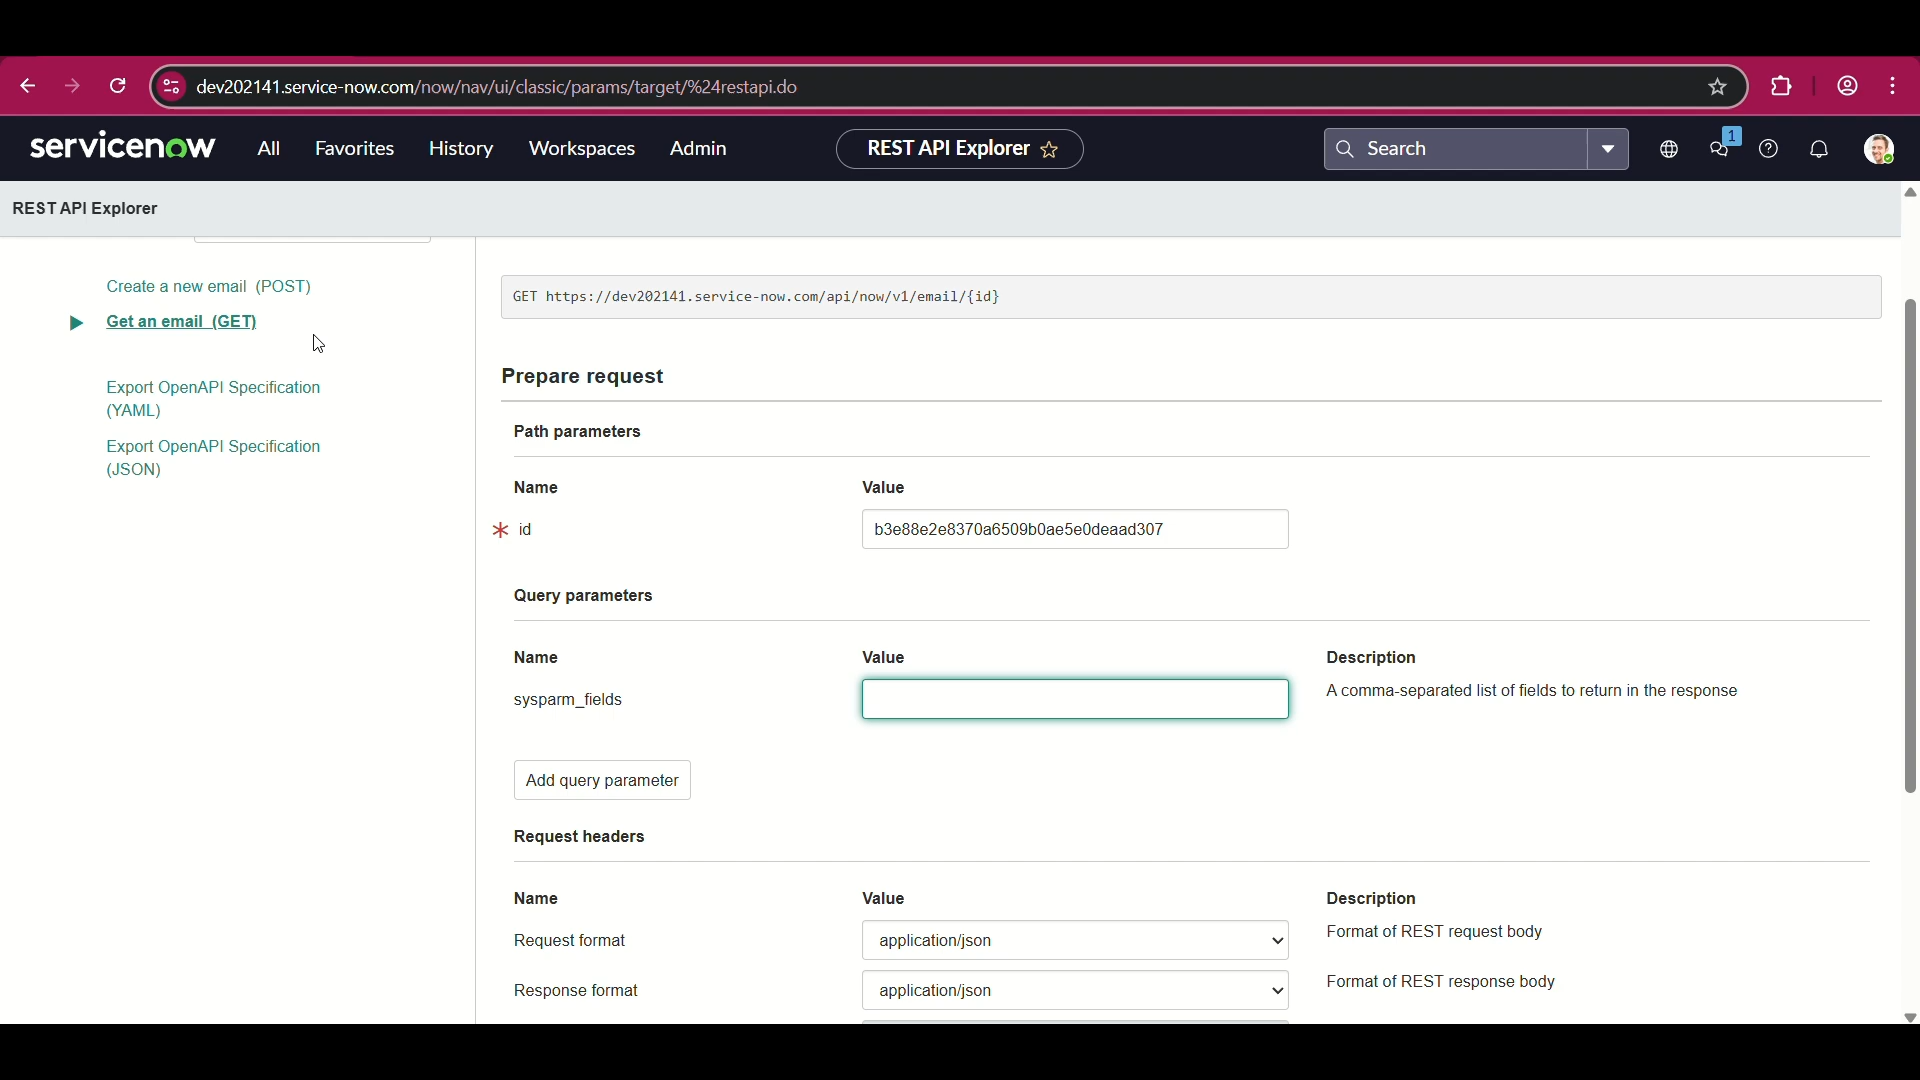 dev202141.service-now.com/now/nav/ui/classic/params/target/%24restapi.do
servicenow All Favorites History Workspaces Admin REST API Explorer Search 1
REST API Explorer
Create a new email (POST)
Get an email (GET)
Export OpenAPI Specification
(YAML)
Export OpenAPI Specification
(JSON)
GET https://dev202141.service-now.com/api/now/v1/email/{id}
Prepare request
Path parameters
Name Value
* id b3e88e2e8370a6509b0ae5e0deaad307
Query parameters
Name Value Description
sysparm_fields A comma-separated list of fields to return in the response
Add query parameter
Request headers
Name Value Description
Request format application/json Format of REST request body
Response format application/json Format of REST response body